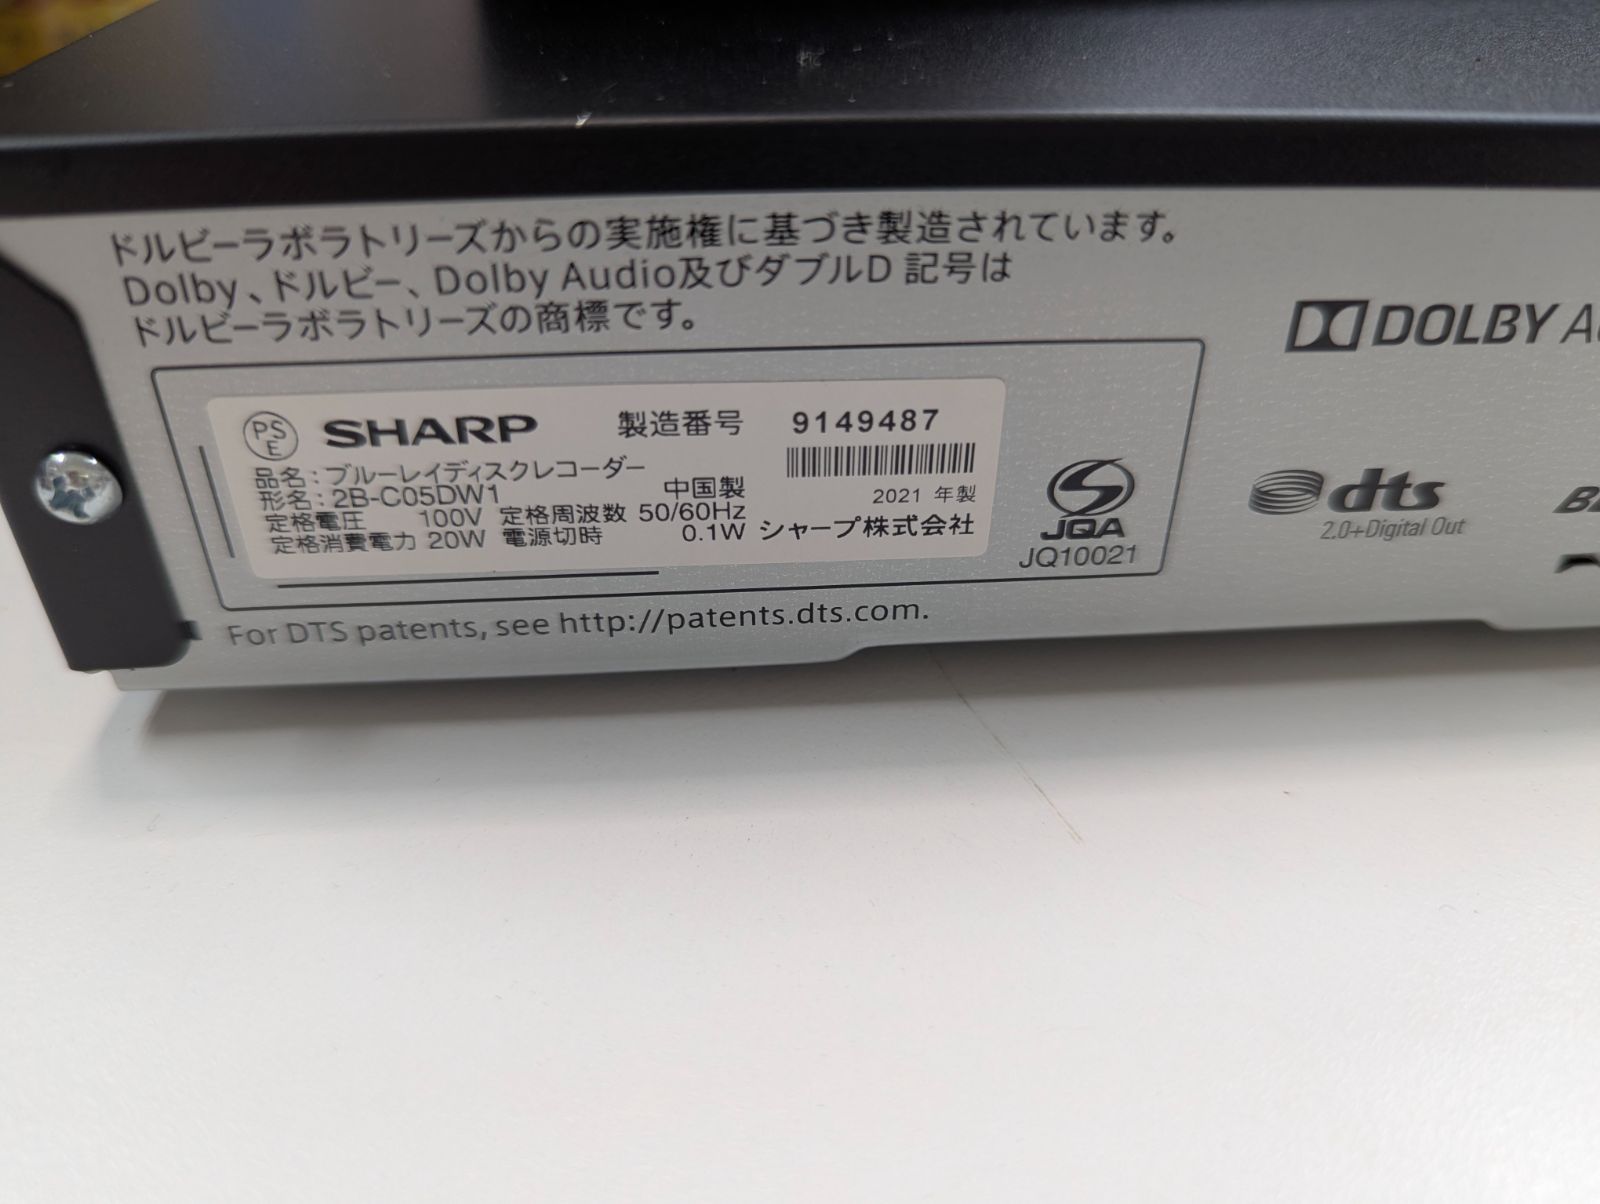 ドルビーラボラトリーズからの実施権に基づき製造されています。
Dolby、ドルビー、Dolby Audio及びダブルD 記号は
ドルビーラボラトリーズの商標です。
DOLBY
PSE SHARP 製造番号 9149487
品名：ブルーレイディスクレコーダー
形名：2B-C05DW1 中国製 2021 年製
定格電圧 100V 定格周波数 50/60Hz
定格消費電力 20W 電源切時 0.1W シャープ株式会社
JQA
JQ10021
dts
2.0+Digital Out
For DTS patents, see http://patents.dts.com.